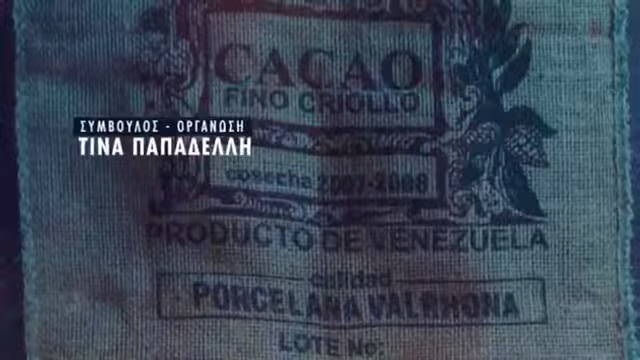 CACAO
FINO CRIOLLO
ΣΥΜΒΟΥΛΟΣ - ΟΡΓΑΝΩΣΗ
ΤΙΝΑ ΠΑΠΑΔΕΛΛΗ
cosecha 2007-2008
PRODUCTO DE VENEZUELA
calidad
PORCELANA VALRHONA
LOTE No: